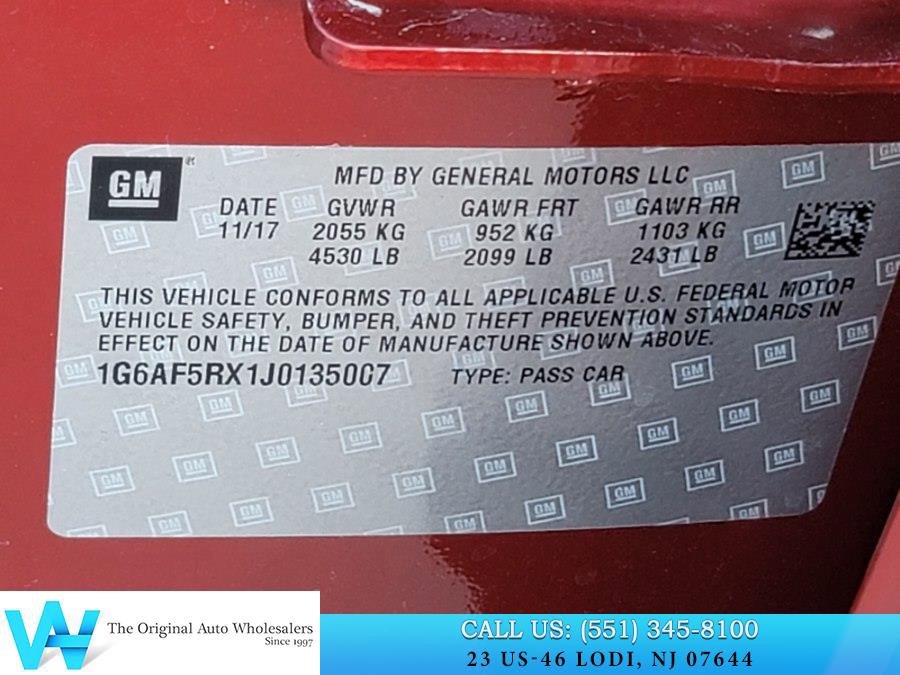 GM
MFD BY GENERAL MOTORS LLC
DATE GVWR GAWR FRT GAWR RR
11/17 2055 KG 952 KG 1103 KG
4530 LB 2099 LB 2431 LB
THIS VEHICLE CONFORMS TO ALL APPLICABLE U.S. FEDERAL MOTOR
VEHICLE SAFETY, BUMPER, AND THEFT PREVENTION STANDARDS IN
EFFECT ON THE DATE OF MANUFACTURE SHOWN ABOVE.
1G6AF5RX1J0135007 TYPE: PASS CAR
The Original Auto Wholesalers
Since 1997
CALL US: (551) 345-8100
23 US-46 LODI, NJ 07644